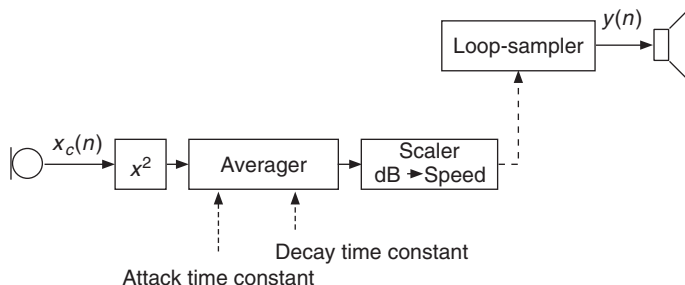 Loop-sampler
y(n)
x_c(n)
x²
Averager
Scaler
dB → Speed
Decay time constant
Attack time constant